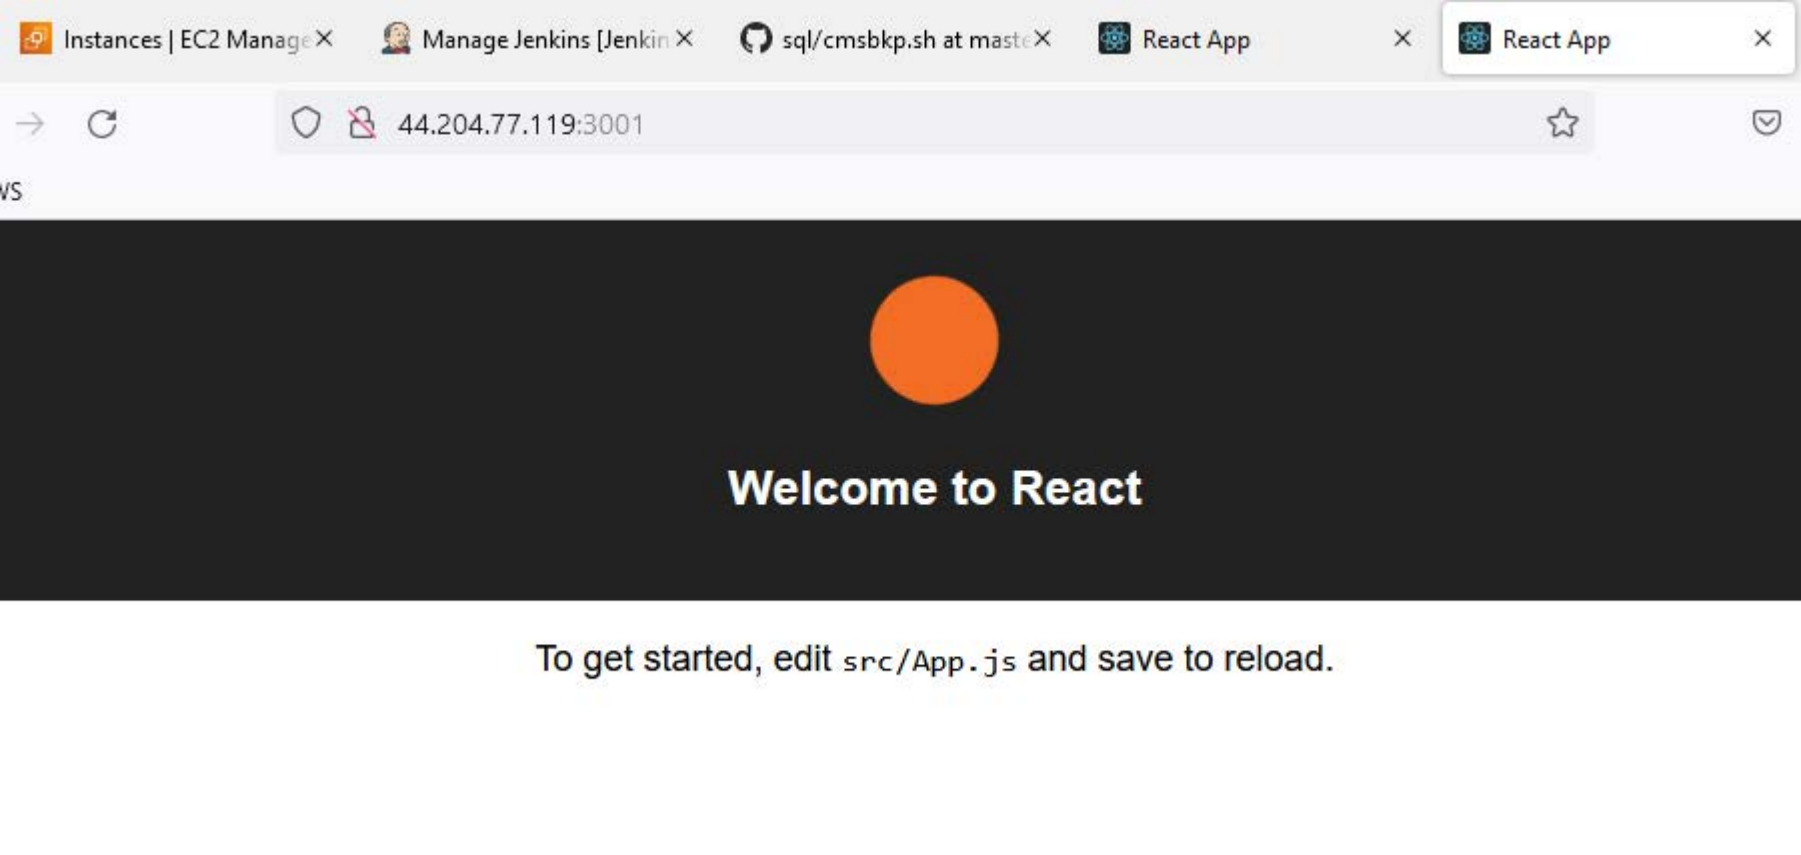 Instances | EC2 Manage
Manage Jenkins [Jenkin
sql/cmsbkp.sh at maste
React App
React App
44.204.77.119:3001
WS
Welcome to React
To get started, edit src/App.js and save to reload.